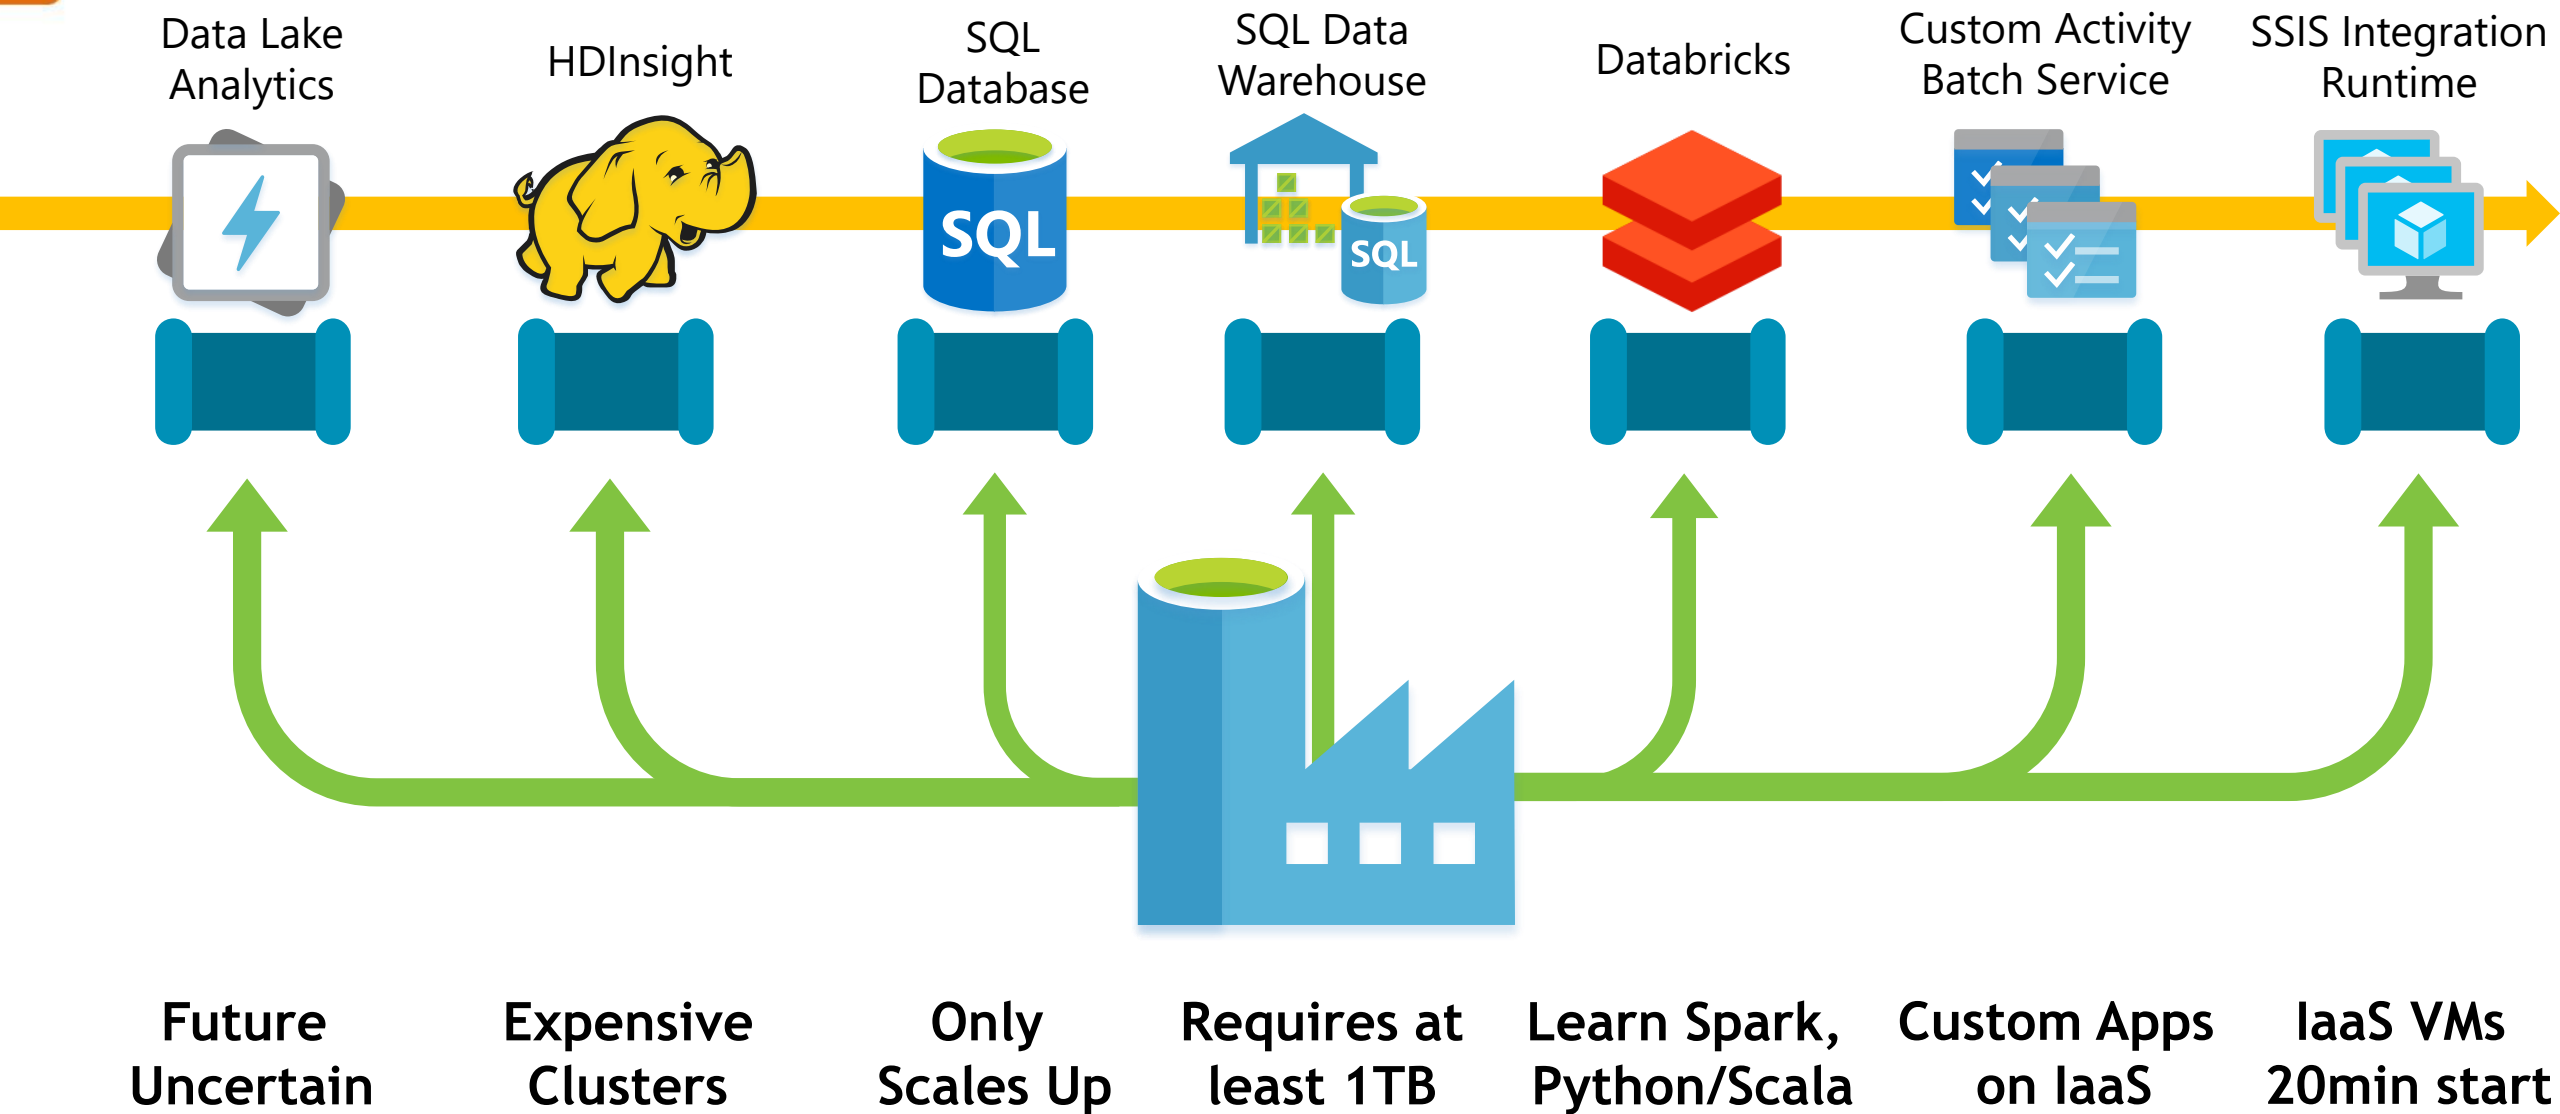 Data Lake
Analytics
HDInsight
SQL
Database
SQL Data
Warehouse
Databricks
Custom Activity
Batch Service
SSIS Integration
Runtime
SQL
SQL
Future
Uncertain
Expensive
Clusters
Only
Scales Up
Requires at
least 1TB
Learn Spark,
Python/Scala
Custom Apps
on IaaS
IaaS VMs
20min start